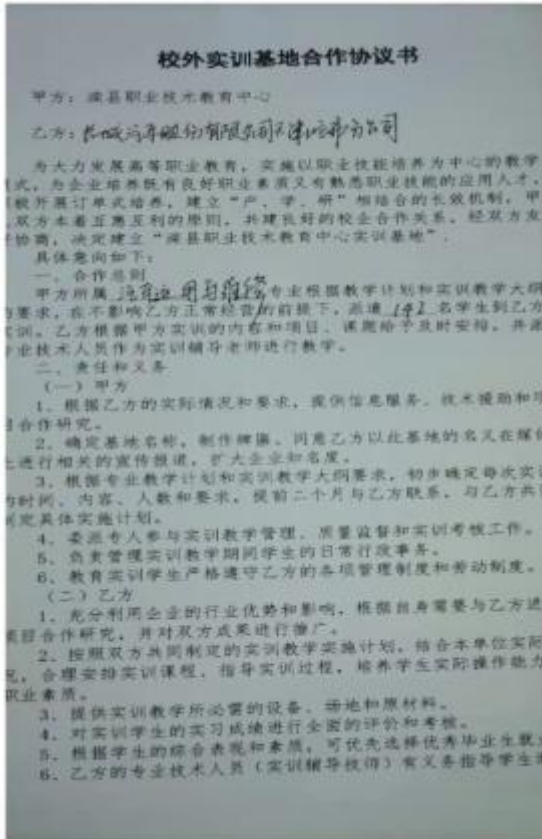 校外实训基地合作协议书
甲方：滦县职业技术教育中心
乙方：长城汽车股份有限公司天津哈弗分公司
为大力发展高等职业教育，实施以职业技能培养为中心的教学
式，为企业培养既有良好职业素质又有熟悉职业技能的应用人才，
极开展订单式培养，建立“产、学、研”相结合的长效机制，甲
双方本着互惠互利的原则，共建良好的校企合作关系。经双方友
协商，决定建立“滦县职业技术教育中心实训基地”.
具体意向如下：
一、合作总则
甲方所属 汽车运用与维修专业根据教学计划和实训教学大纲
要求，在不影响乙方正常经营的前提下，派遣 142 名学生到乙方
实训。乙方根据甲方实训的内容和项目、课题给予及时安排，并派
专业技术人员作为实训辅导老师进行教学。
二、责任和义务
（一）甲方
1、根据乙方的实际情况和要求，提供信息服务、技术援助和项
目合作研究。
2、确定基地名称，制作牌匾、同意乙方以此基地的名义在媒体
上进行相关的宣传报道，扩大企业知名度。
3、根据专业教学计划和实训教学大纲要求，初步确定每次实训
的时间、内容、人数和要求，提前二个月与乙方联系，与乙方共同
制定具体实施计划。
4、委派专人参与实训教学管理、质量监督和实训考核工作。
5、负责管理实训教学期间学生的日常行政事务。
6、教育实训学生严格遵守乙方的各项管理制度和劳动制度。
（二）乙方
1、充分利用企业的行业优势和影响，根据自身需要与乙方进
项目合作研究，并对双方成果进行推广。
2、按照双方共同制定的实训教学实施计划，结合本单位实际
况，合理安排实训课程、指导实训过程，培养学生实际操作能力
职业素质。
3、提供实训教学所必需的设备、场地和原材料。
4、对实训学生的实习成绩进行全面的评价和考核。
5、根据学生的综合表现和素质，可优先选择优秀毕业生就业
6、乙方的专业技术人员（实训辅导技师）有义务指导学生